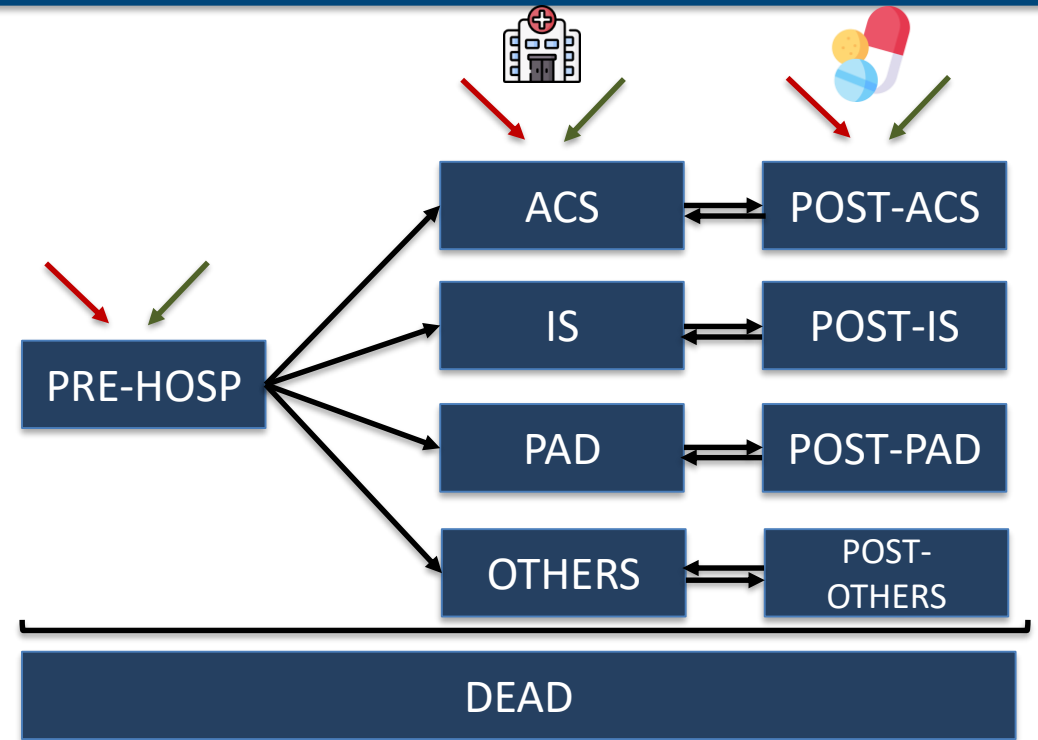 ACS
POST-ACS
IS
POST-IS
PRE-HOSP
PAD
POST-PAD
OTHERS
POST-
OTHERS
DEAD